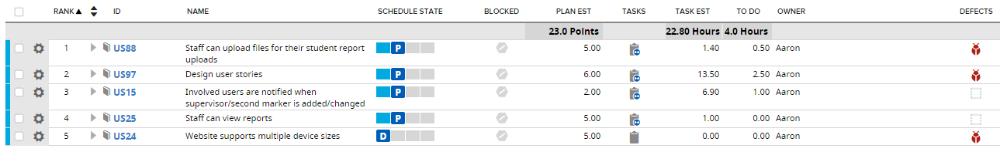 RANK ID NAME SCHEDULE STATE BLOCKED PLAN EST TASKS TASK EST TO DO OWNER DEFECTS
23.0 Points 22.80 Hours 4.0 Hours
1 US88 Staff can upload files for their student report P 5.00 1.40 0.50 Aaron
uploads
2 US97 Design user stories P 6.00 13.50 2.50 Aaron
3 US15 Involved users are notified when P 2.00 6.90 1.00 Aaron
supervisor/second marker is added/changed
4 US25 Staff can view reports P 5.00 1.00 0.00 Aaron
5 US24 Website supports multiple device sizes D 5.00 0.00 0.00 Aaron